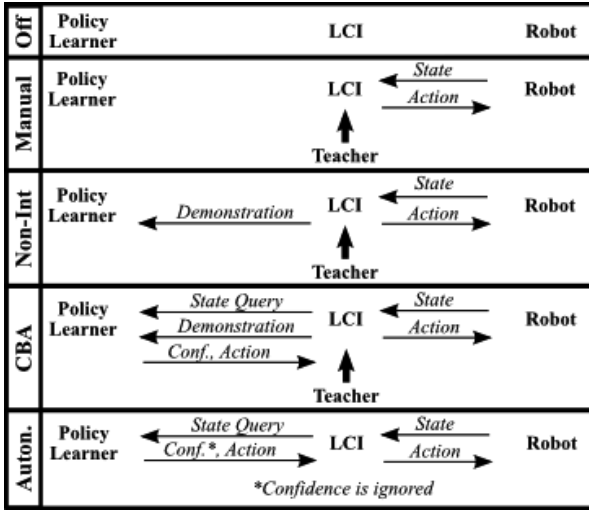 Off
Policy
Learner
LCI
Robot
Manual
Policy
Learner
LCI
State
Action
Robot
Teacher
Non-Int
Policy
Learner
Demonstration
LCI
State
Action
Robot
Teacher
CBA
Policy
Learner
State Query
Demonstration
Conf., Action
LCI
State
Action
Robot
Teacher
Auton.
Policy
Learner
State Query
Conf.*, Action
LCI
State
Action
Robot
*Confidence is ignored